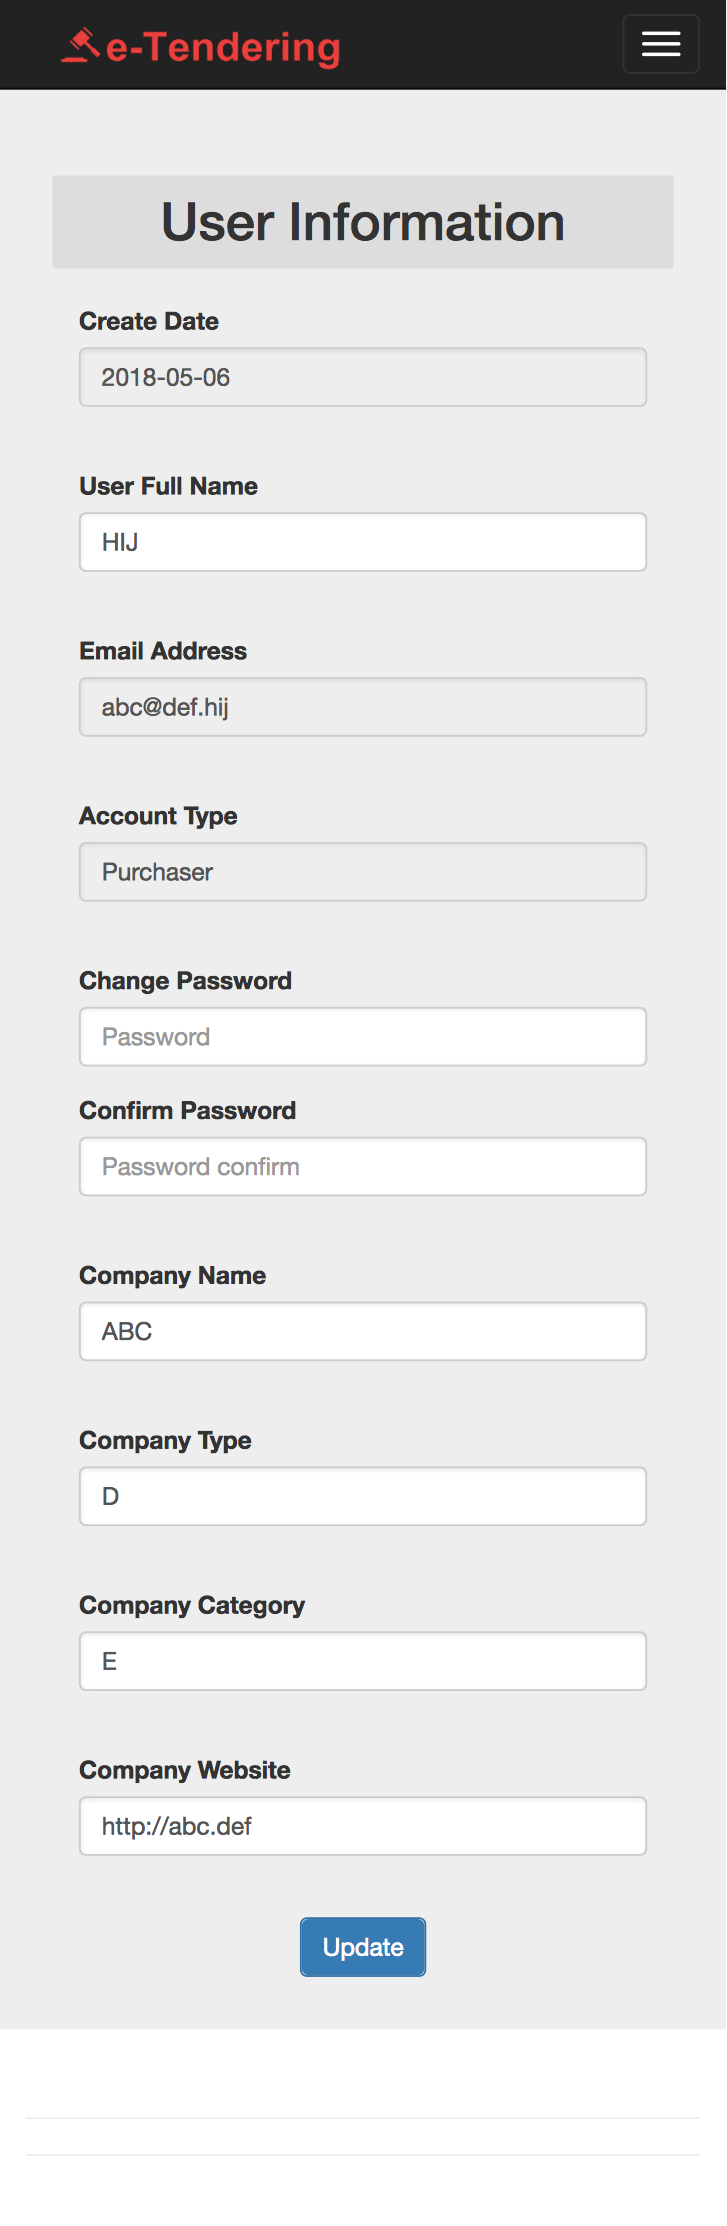 e-Tendering
User Information
Create Date
2018-05-06
User Full Name
HIJ
Email Address
abc@def.hij
Account Type
Purchaser
Change Password
Password
Confirm Password
Password confirm
Company Name
ABC
Company Type
D
Company Category
E
Company Website
http://abc.def
Update